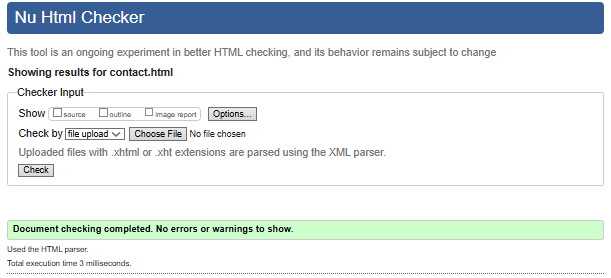 Nu Html Checker
This tool is an ongoing experiment in better HTML checking, and its behavior remains subject to change
Showing results for contact.html
Checker Input
Show source outline image report Options...
Check by file upload Choose File No file chosen
Uploaded files with .xhtml or .xht extensions are parsed using the XML parser.
Check
Document checking completed. No errors or warnings to show.
Used the HTML parser.
Total execution time 3 milliseconds.